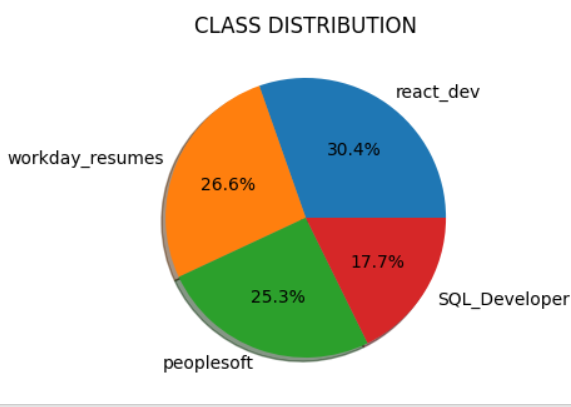 CLASS DISTRIBUTION
react_dev
30.4%
workday_resumes
26.6%
17.7%
25.3%
SQL_Developer
peoplesoft